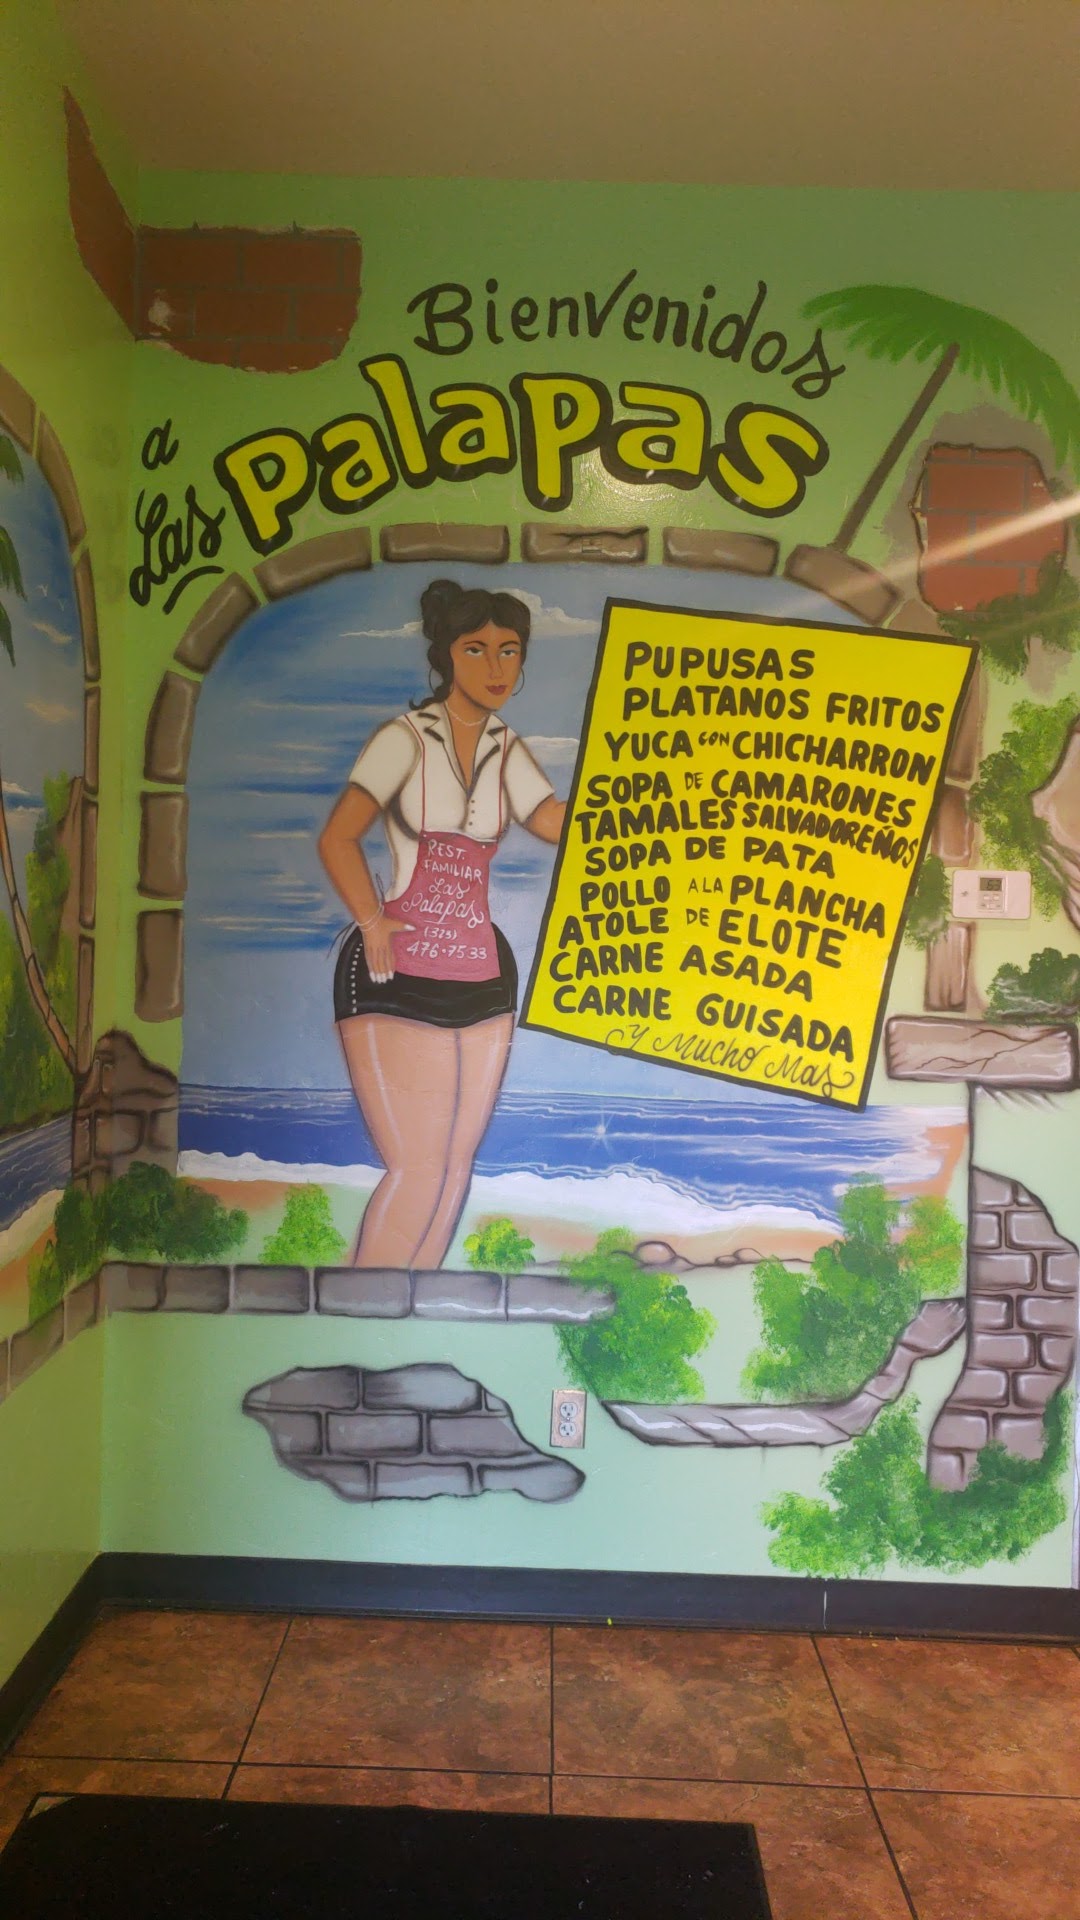 Bienvenidos
a
Las Palapas
PUPUSAS
PLATANOS FRITOS
YUCA CON CHICHARRON
SOPA DE CAMARONES
TAMALES SALVADOREÑOS
SOPA DE PATA
POLLO A LA PLANCHA
ATOLE DE ELOTE
CARNE ASADA
CARNE GUISADA
Y Mucho Mas
REST.
FAMILIAR
Las
Palapas
(323)
476-7533